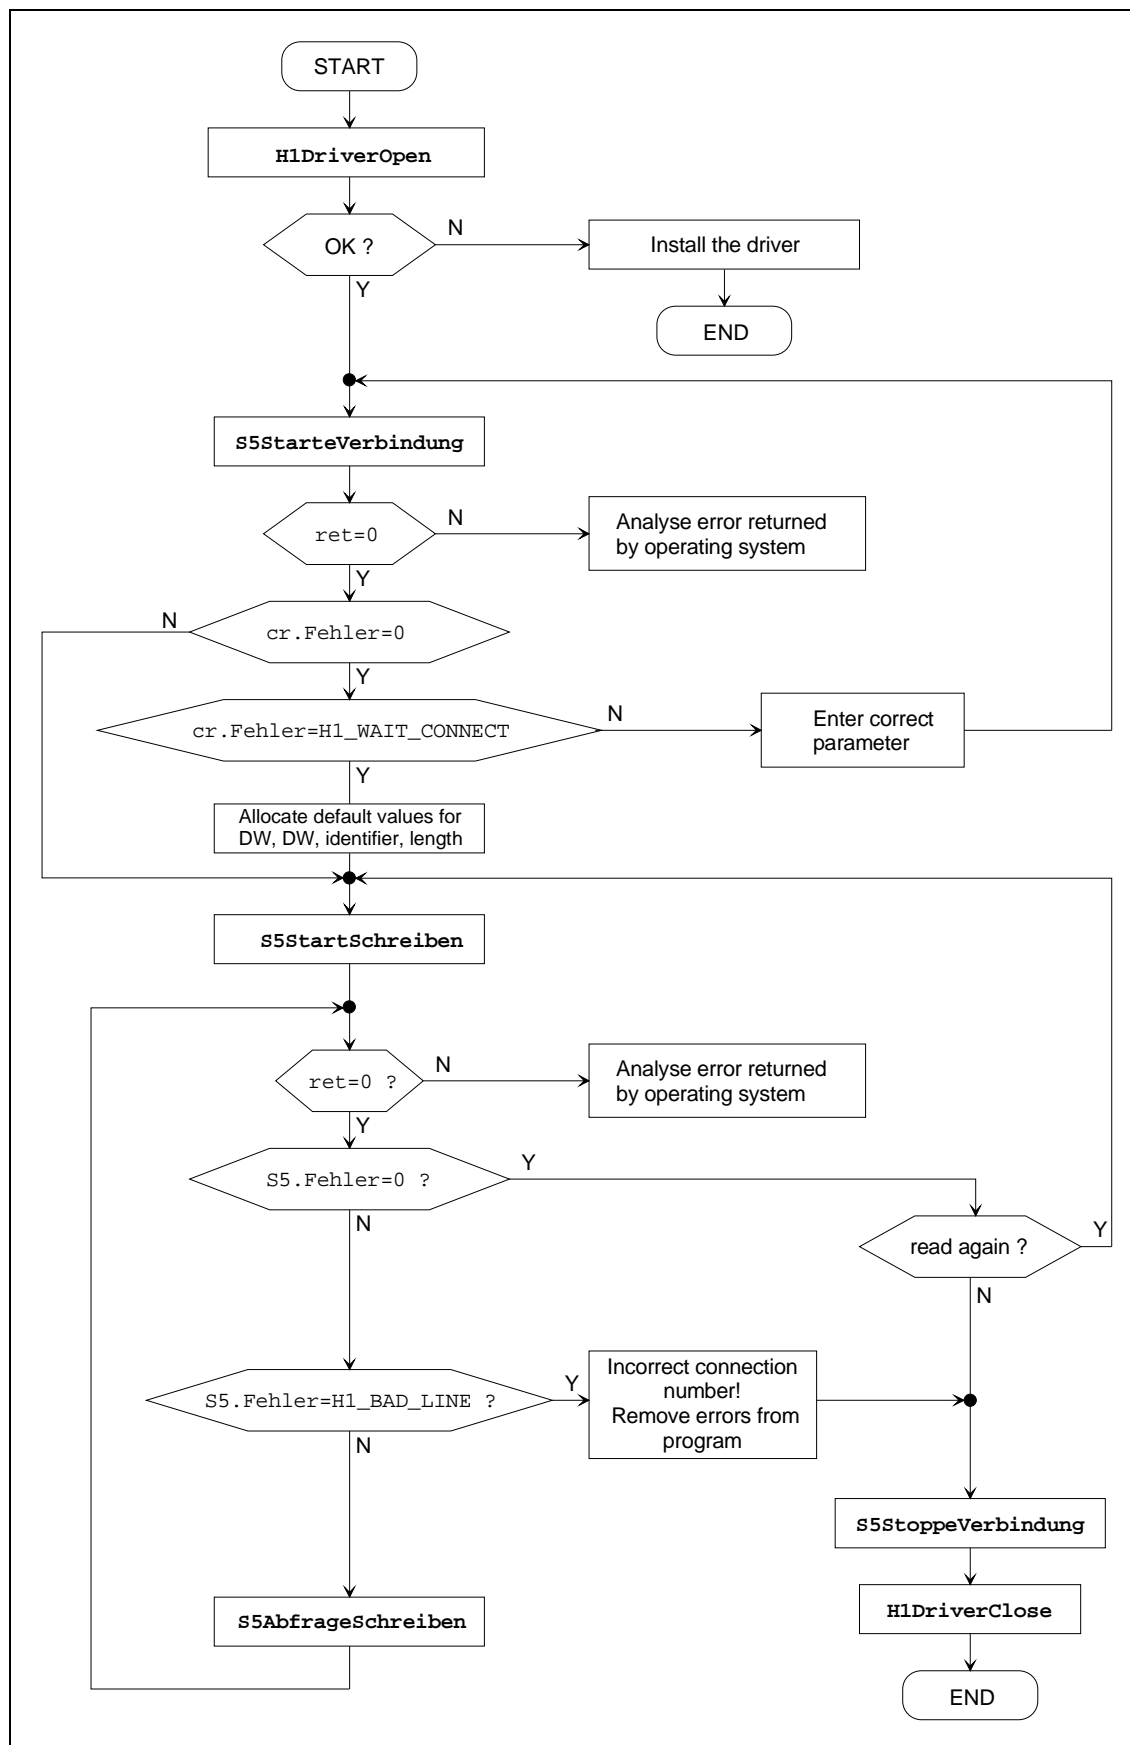 START
H1DriverOpen
OK ?
N
Install the driver
Y
END
S5StarteVerbindung
ret=0
N
Analyse error returned
by operating system
Y
N
cr.Fehler=0
Y
cr.Fehler=H1_WAIT_CONNECT
N
Enter correct
parameter
Y
Allocate default values for
DW, DW, identifier, length
S5StartSchreiben
ret=0 ?
N
Analyse error returned
by operating system
Y
S5.Fehler=0 ?
Y
N
read again ?
Y
N
S5.Fehler=H1_BAD_LINE ?
Y
Incorrect connection
number!
Remove errors from
program
N
S5StoppeVerbindung
S5AbfrageSchreiben
H1DriverClose
END